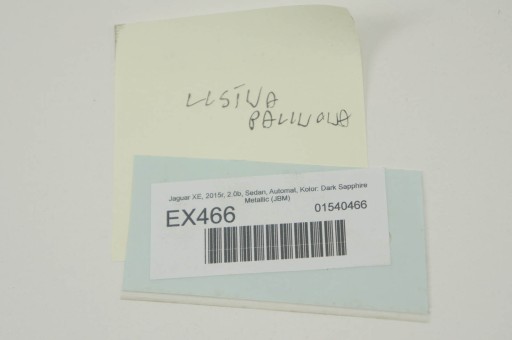 LISTWA
PALIWOWA
Jaguar XE, 2015r, 2.0b, Sedan, Automat, Kolor: Dark Sapphire
Metallic (JBM)
EX466
01540466